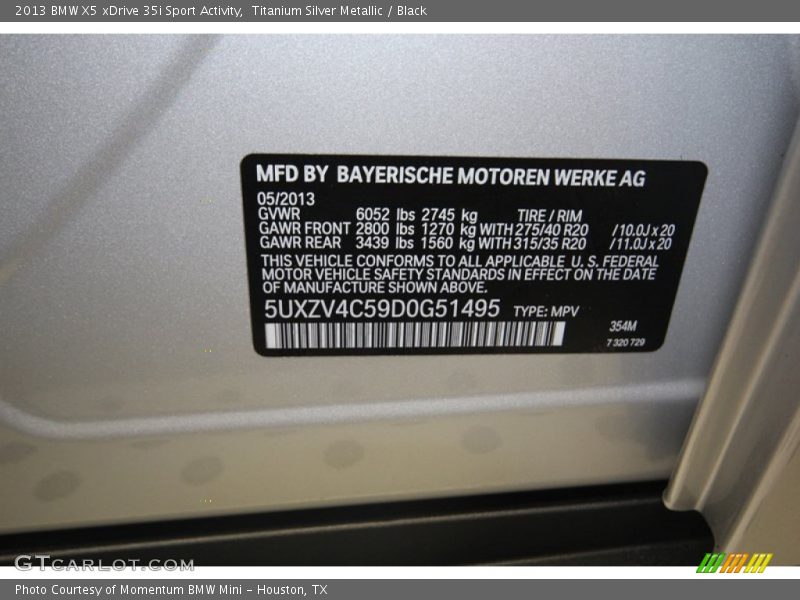 2013 BMW X5 xDrive 35i Sport Activity,  Titanium Silver Metallic / Black
MFD BY BAYERISCHE MOTOREN WERKE AG
05/2013
GVWR 6052 lbs 2745 kg TIRE / RIM
GAWR FRONT 2800 lbs 1270 kg WITH 275/40 R20 /10.0J x 20
GAWR REAR 3439 lbs 1560 kg WITH 315/35 R20 /11.0J x 20
THIS VEHICLE CONFORMS TO ALL APPLICABLE U. S. FEDERAL
MOTOR VEHICLE SAFETY STANDARDS IN EFFECT ON THE DATE
OF MANUFACTURE SHOWN ABOVE.
5UXZV4C59D0G51495 TYPE: MPV
354M
7 320 729
GTCARLOT.COM
Photo Courtesy of Momentum BMW Mini - Houston, TX